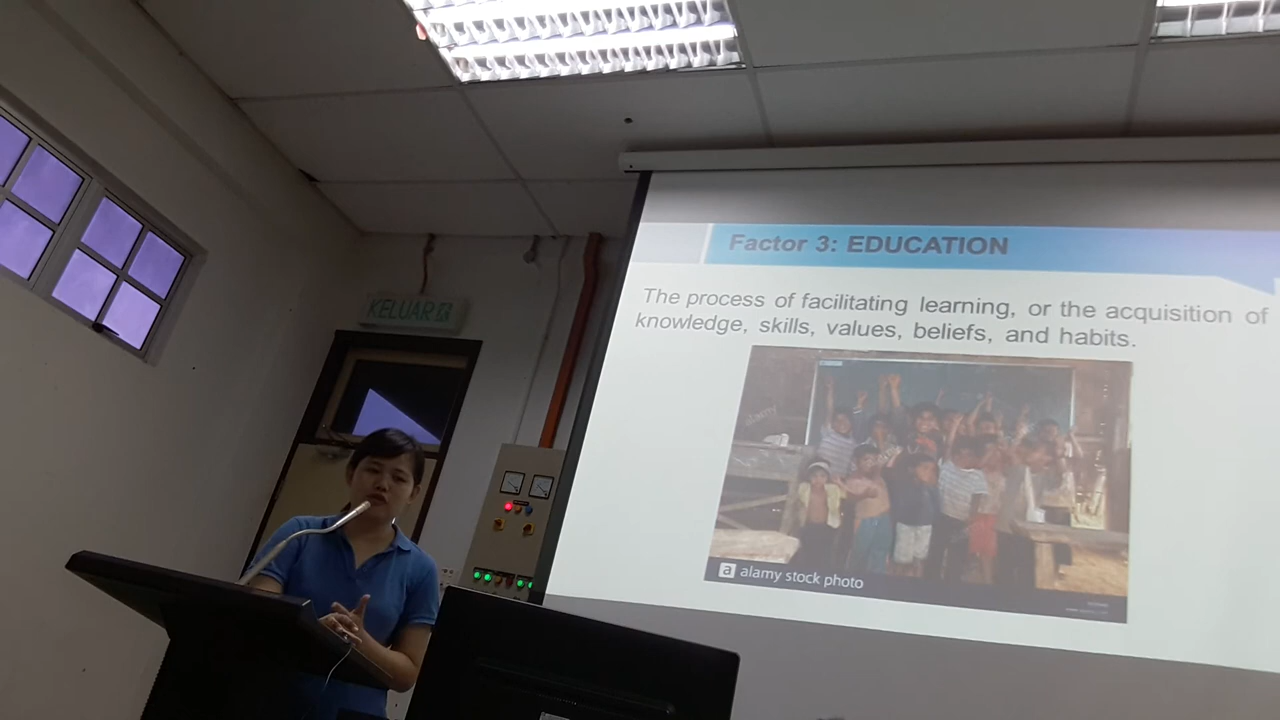 Factor 3: EDUCATION
The process of facilitating learning, or the acquisition of
knowledge, skills, values, beliefs, and habits.
KELUAR
alamy
a alamy stock photo